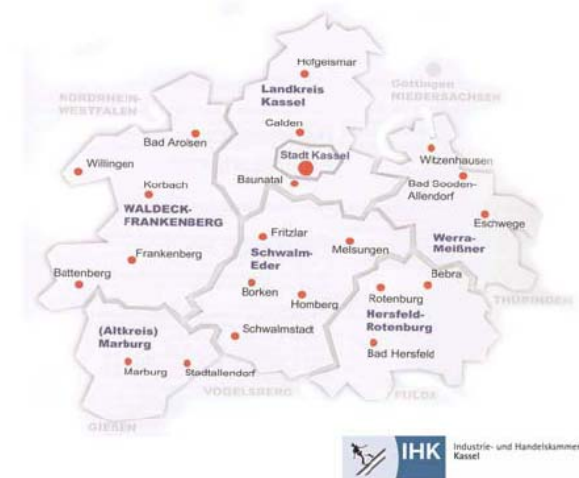 Hofgeismar
Landkreis
Kassel
Göttingen
NIEDERSACHSEN
NORDRHEIN-
WESTFALEN
Calden
Bad Arolsen
Stadt Kassel
Witzenhausen
Willingen
Baunatal
Bad Sooden-
Allendorf
Korbach
WALDECK-
FRANKENBERG
Eschwege
Fritzlar
Melsungen
Werra-
Meißner
Schwalm-
Eder
Frankenberg
Battenberg
Borken
Homberg
Rotenburg
Bebra
THÜRINGEN
Hersfeld-
Rotenburg
(Altkreis)
Marburg
Schwalmstadt
Bad Hersfeld
Marburg
Stadtallendorf
VOGELSBERG
FULDA
GIEßEN
IHK
Industrie- und Handelskammer
Kassel